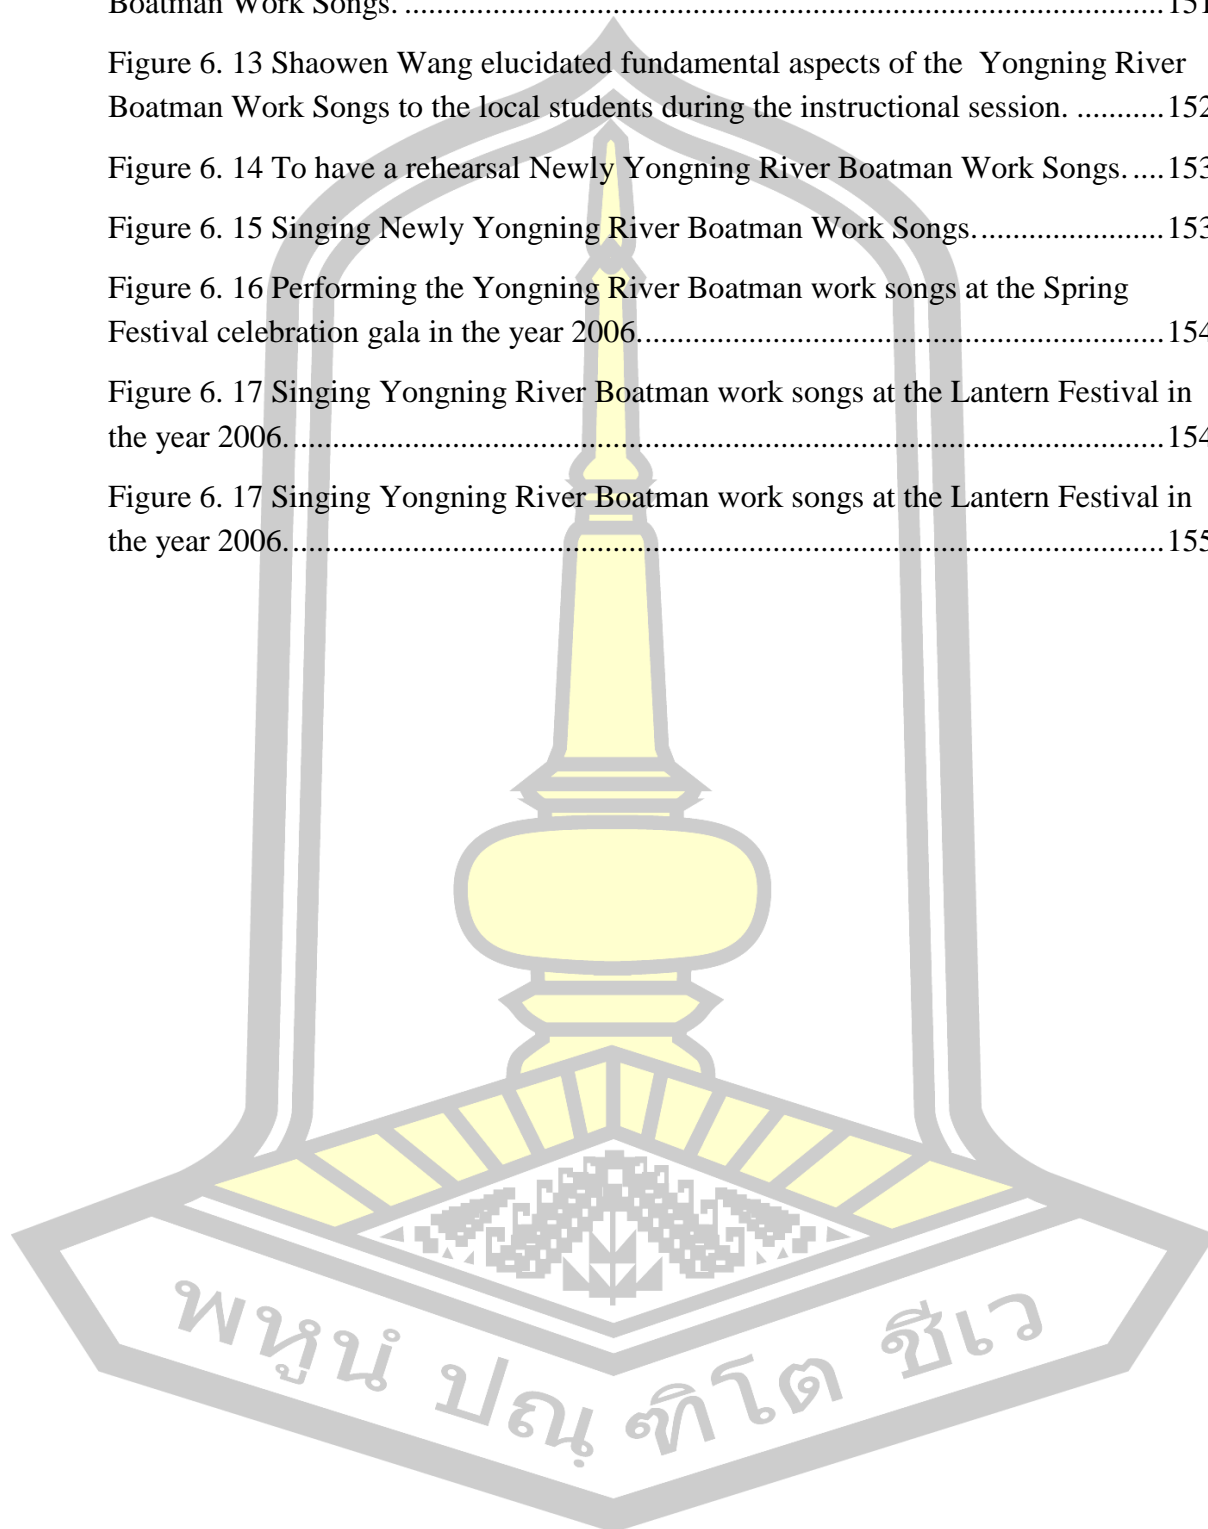 Boatman Work Songs. ......................................................................................... 151
Figure 6. 13 Shaowen Wang elucidated fundamental aspects of the  Yongning River
Boatman Work Songs to the local students during the instructional session. ........... 152
Figure 6. 14 To have a rehearsal Newly Yongning River Boatman Work Songs. .... 153
Figure 6. 15 Singing Newly Yongning River Boatman Work Songs. ...................... 153
Figure 6. 16 Performing the Yongning River Boatman work songs at the Spring
Festival celebration gala in the year 2006. .............................................................. 154
Figure 6. 17 Singing Yongning River Boatman work songs at the Lantern Festival in
the year 2006. ........................................................................................................ 154
Figure 6. 17 Singing Yongning River Boatman work songs at the Lantern Festival in
the year 2006. ........................................................................................................ 155
พหูนํ ปณฺ ฑิโต ชีเว